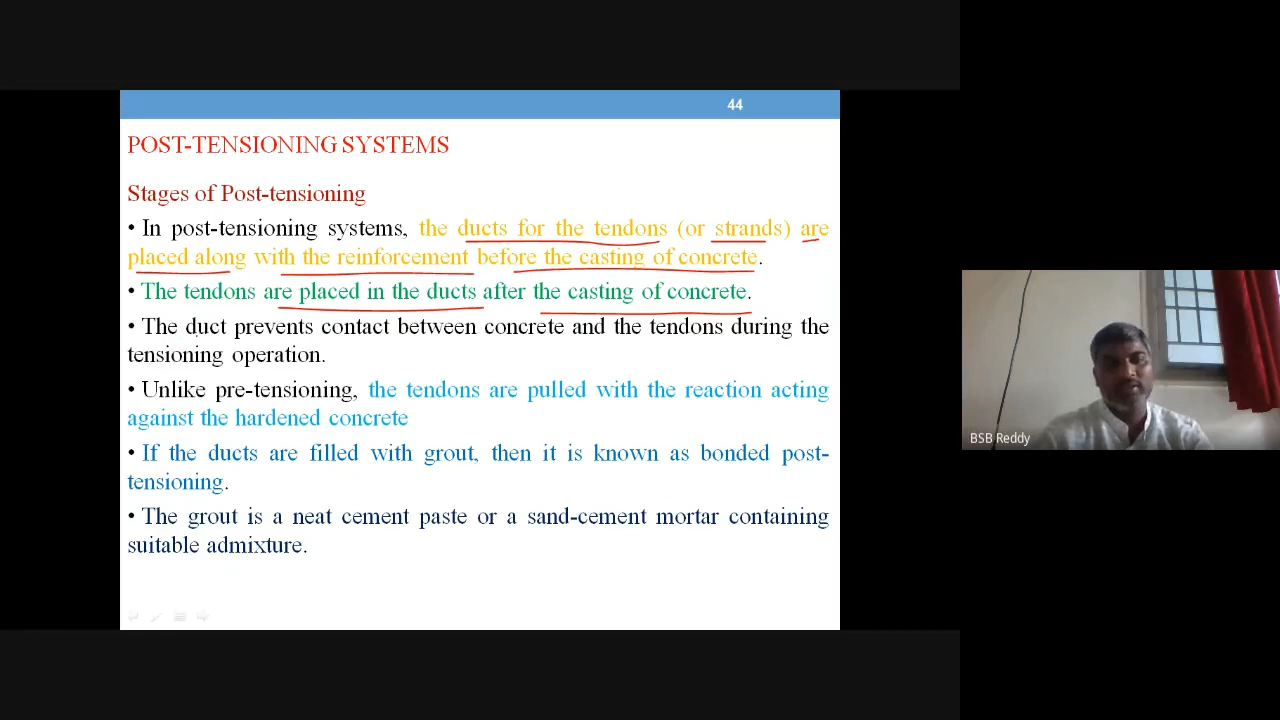 44
POST-TENSIONING SYSTEMS
Stages of Post-tensioning
• In post-tensioning systems, the ducts for the tendons (or strands) are
placed along with the reinforcement before the casting of concrete.
• The tendons are placed in the ducts after the casting of concrete.
• The duct prevents contact between concrete and the tendons during the
tensioning operation.
• Unlike pre-tensioning, the tendons are pulled with the reaction acting
against the hardened concrete
• If the ducts are filled with grout, then it is known as bonded post-
tensioning.
• The grout is a neat cement paste or a sand-cement mortar containing
suitable admixture.
BSB Reddy